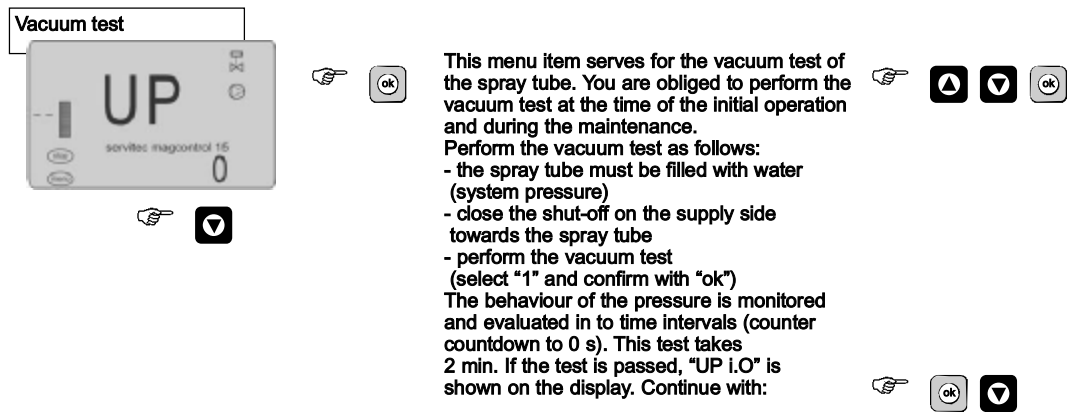 Vacuum test
UP
servitec magcontrol 15
0
stop
menu
ok
This menu item serves for the vacuum test of
the spray tube. You are obliged to perform the
vacuum test at the time of the initial operation
and during the maintenance.
Perform the vacuum test as follows:
- the spray tube must be filled with water
(system pressure)
- close the shut-off on the supply side
towards the spray tube
- perform the vacuum test
(select “1” and confirm with “ok”)
The behaviour of the pressure is monitored
and evaluated in to time intervals (counter
countdown to 0 s). This test takes
2 min. If the test is passed, “UP i.O” is
shown on the display. Continue with:
ok
ok